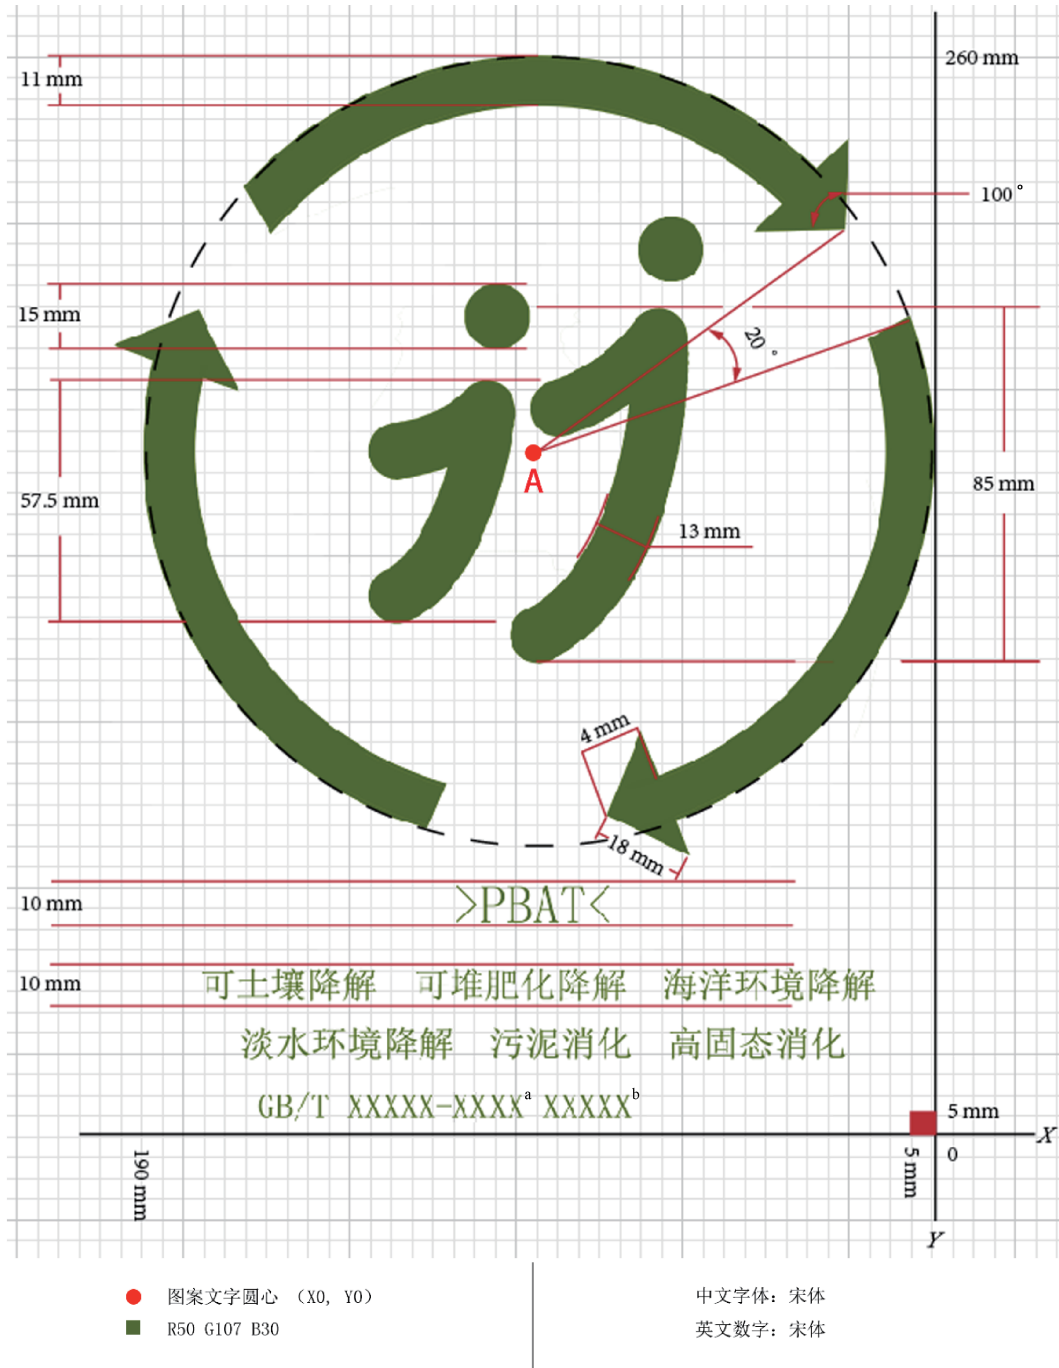 260 mm
11 mm
100°
15 mm
20 °
A
57.5 mm
85 mm
13 mm
4 mm
18 mm
10 mm
>PBAT<
10 mm
可土壤降解 可堆肥化降解 海洋环境降解
淡水环境降解 污泥消化 高固态消化
GB/T XXXXX-XXXXᵃ XXXXXᵇ
5 mm
X
0
5 mm
190 mm
Y
图案文字圆心 （X0, Y0）
中文字体：宋体
R50 G107 B30
英文数字：宋体